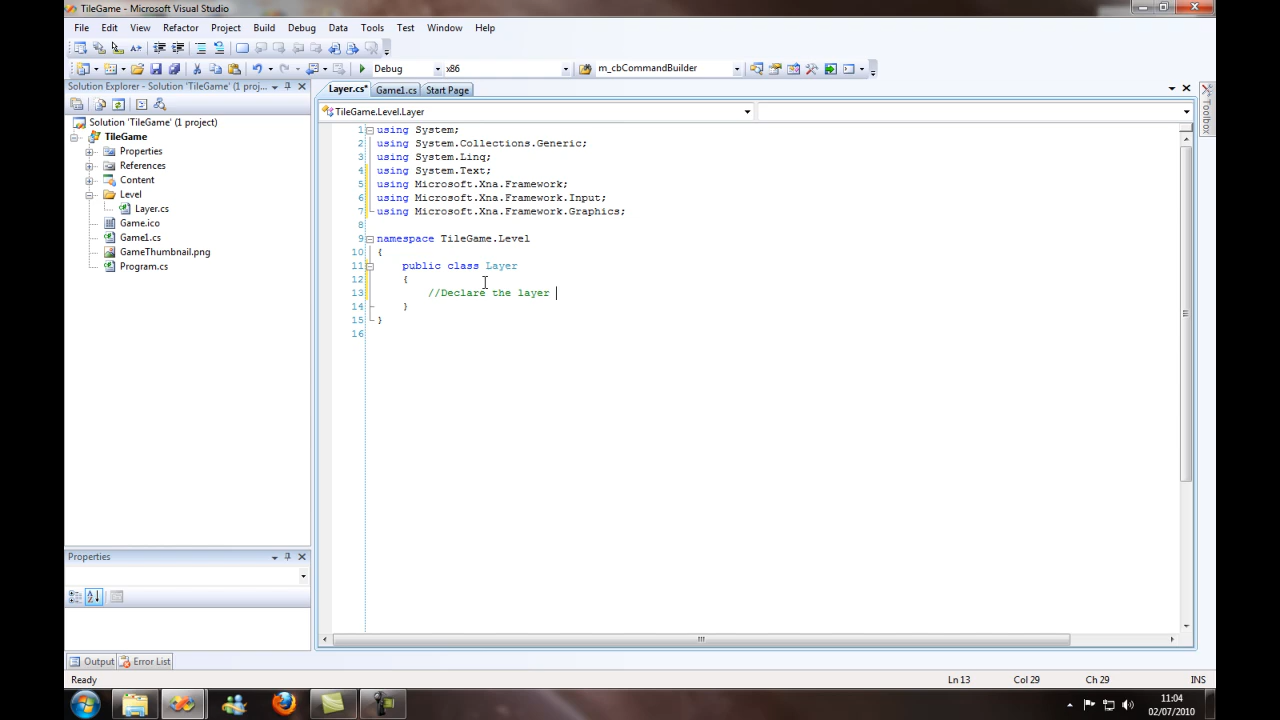 TileGame - Microsoft Visual Studio
File Edit View Refactor Project Build Debug Data Tools Test Window Help
Debug x86 m_cbCommandBuilder
Solution Explorer - Solution 'TileGame' (1 proj...
Layer.cs* Game1.cs Start Page
TileGame.Level.Layer
Toolbox
Solution 'TileGame' (1 project)
TileGame
Properties
References
Content
Level
Layer.cs
Game.ico
Game1.cs
GameThumbnail.png
Program.cs
1 using System;
2 using System.Collections.Generic;
3 using System.Linq;
4 using System.Text;
5 using Microsoft.Xna.Framework;
6 using Microsoft.Xna.Framework.Input;
7 using Microsoft.Xna.Framework.Graphics;
8
9 namespace TileGame.Level
10 {
11 public class Layer
12 {
13 //Declare the layer
14 }
15 }
16
Properties
Output Error List
Ready Ln 13 Col 29 Ch 29 INS
11:04
02/07/2010